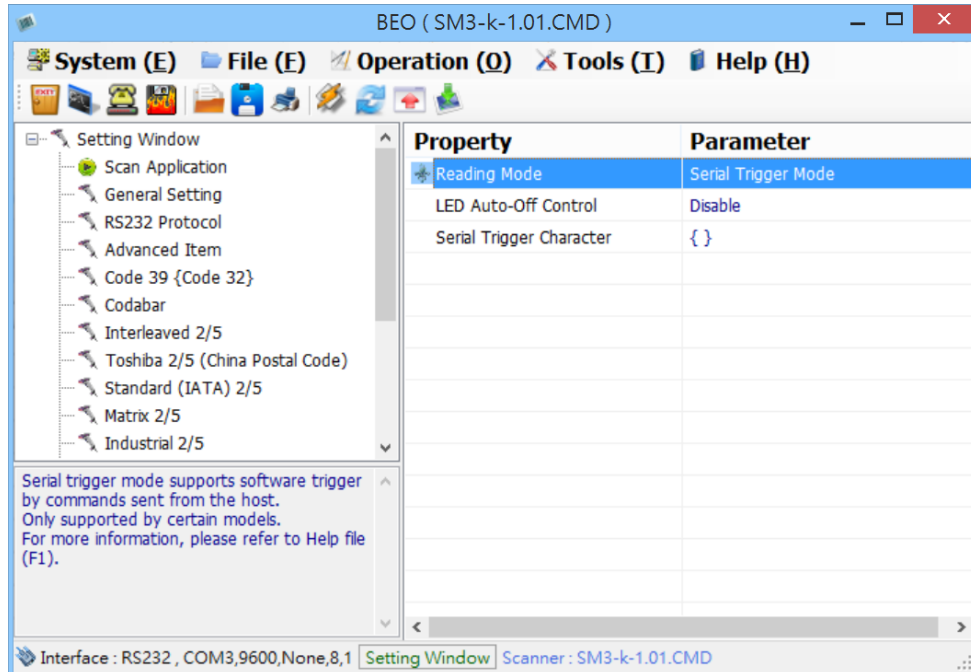 BEO ( SM3-k-1.01.CMD )
System (E) File (F) Operation (O) Tools (T) Help (H)
EXIT
Setting Window
Scan Application
General Setting
RS232 Protocol
Advanced Item
Code 39 {Code 32}
Codabar
Interleaved 2/5
Toshiba 2/5 (China Postal Code)
Standard (IATA) 2/5
Matrix 2/5
Industrial 2/5
Property Parameter
Reading Mode Serial Trigger Mode
LED Auto-Off Control Disable
Serial Trigger Character { }
Serial trigger mode supports software trigger
by commands sent from the host.
Only supported by certain models.
For more information, please refer to Help file
(F1).
Interface : RS232 , COM3,9600,None,8,1 Setting Window Scanner : SM3-k-1.01.CMD